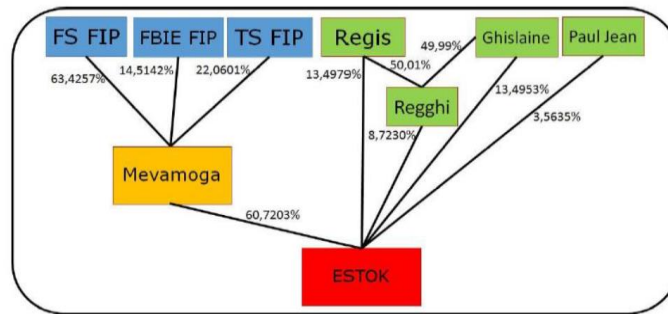 FS FIP
FBIE FIP
TS FIP
Regis
Ghislaine
Paul Jean
63,4257%
14,5142%
22,0601%
13,4979%
50,01%
49,99%
Regghi
8,7230%
13,4953%
3,5635%
Mevamoga
60,7203%
ESTOK